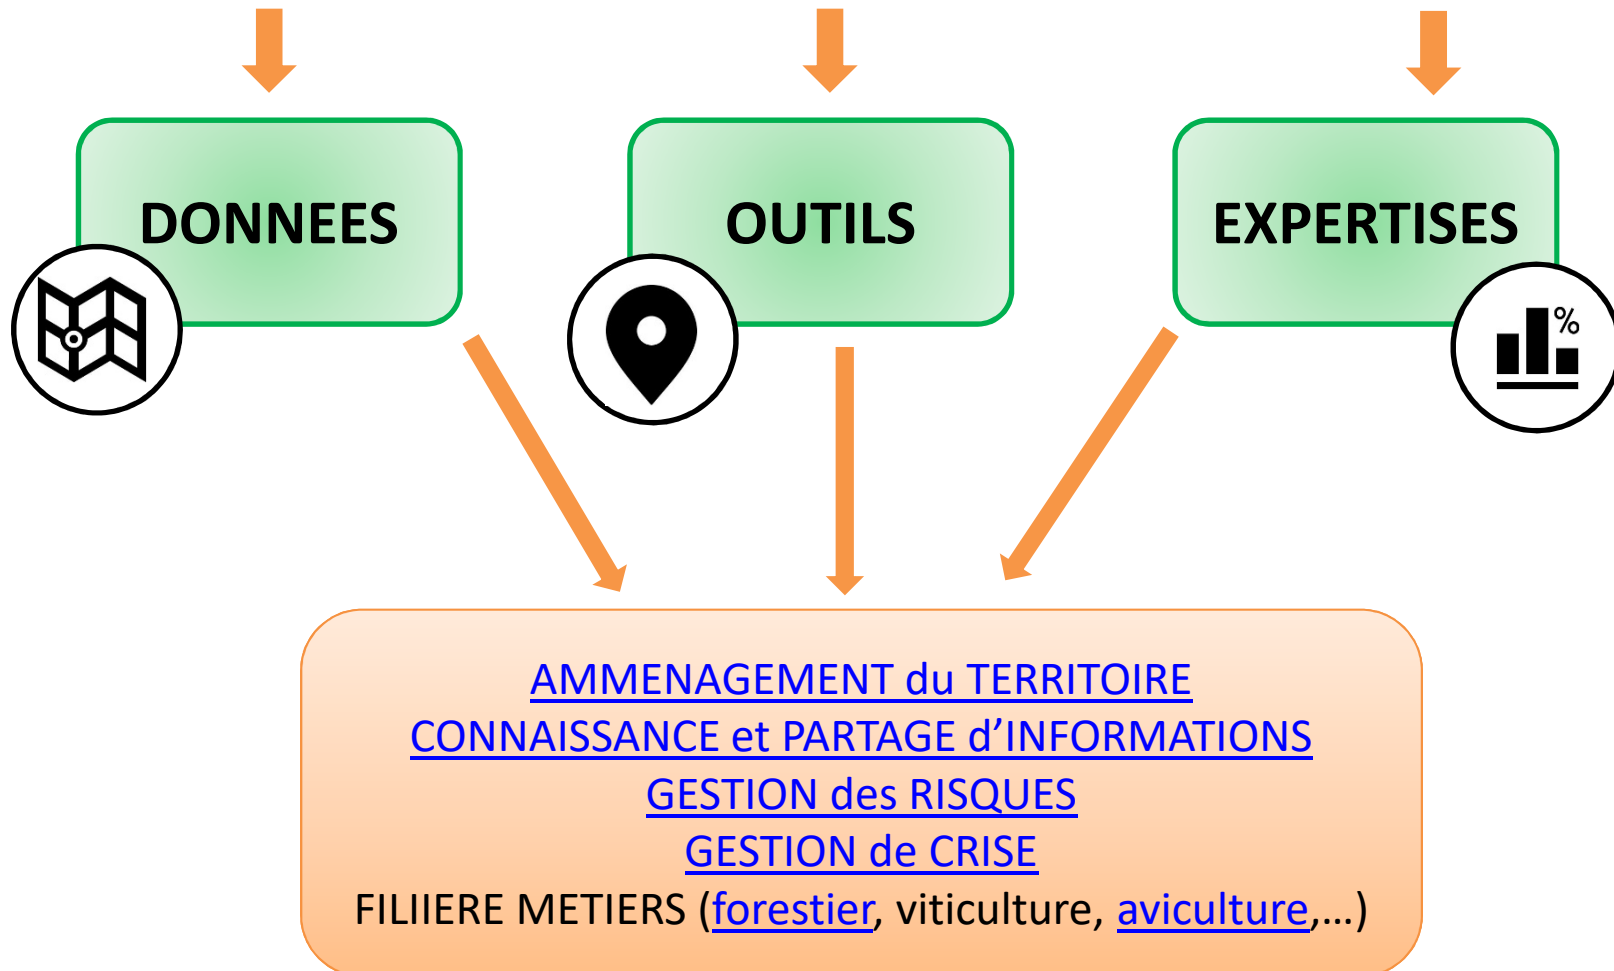 DONNEES
OUTILS
EXPERTISES
%
AMMENAGEMENT du TERRITOIRE
CONNAISSANCE et PARTAGE d’INFORMATIONS
GESTION des RISQUES
GESTION de CRISE
FILIIERE METIERS (forestier, viticulture, aviculture,...)